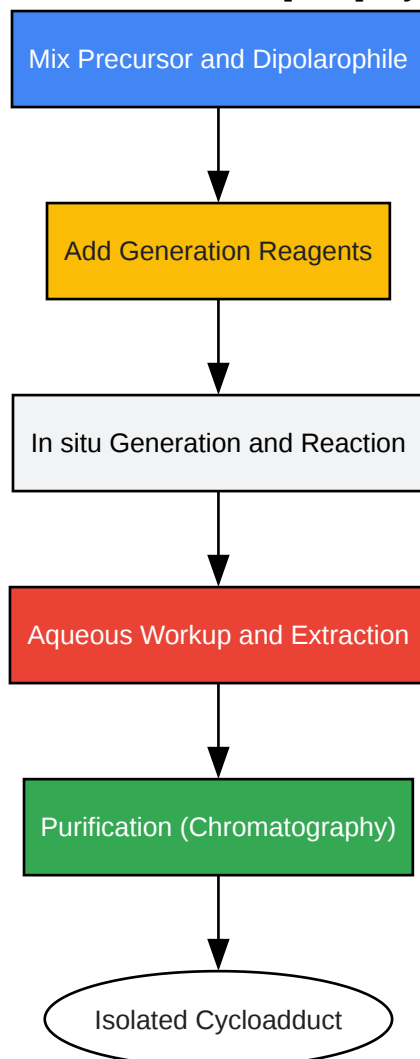 Mix Precursor and Dipolarophile
Add Generation Reagents
In situ Generation and Reaction
Aqueous Workup and Extraction
Purification (Chromatography)
Isolated Cycloadduct